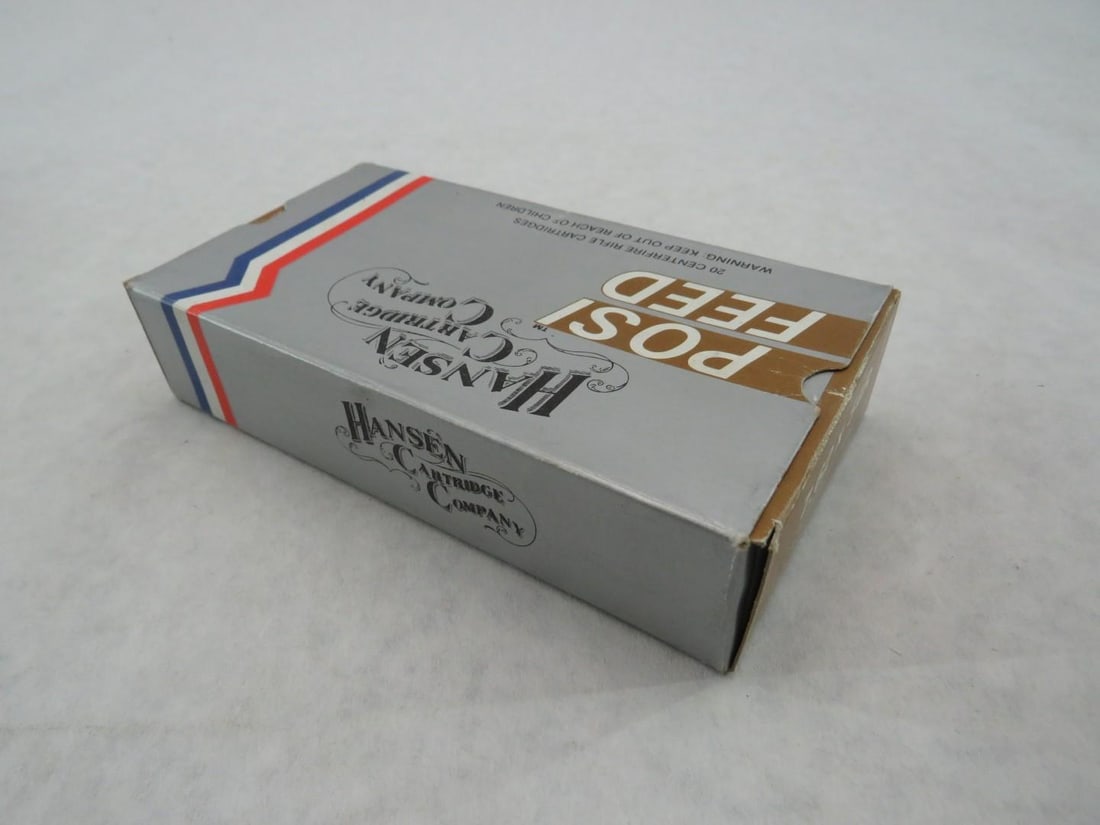 HANSEN
CARTRIDGE
COMPANY
POSI
FEED
™
20 CENTERFIRE RIFLE CARTRIDGES
WARNING: KEEP OUT OF REACH OF CHILDREN
HANSEN
CARTRIDGE
COMPANY